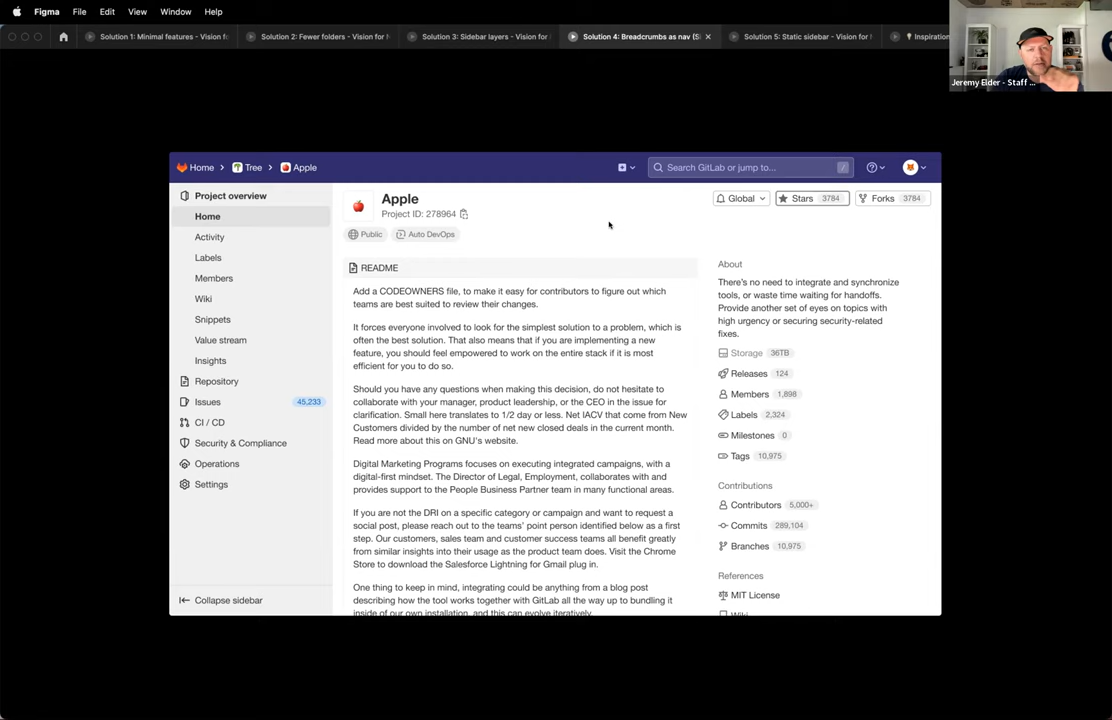 Figma File Edit View Window Help
Solution 1: Minimal features - Vision f
Solution 2: Fewer folders - Vision for
Solution 3: Sidebar layers - Vision for
Solution 4: Breadcrumbs as nav (S
Solution 5: Static sidebar - Vision for
Inspiration
Jeremy Elder - Staff ...
Home Tree Apple
Search GitLab or jump to... /
Project overview
Home
Activity
Labels
Members
Wiki
Snippets
Value stream
Insights
Repository
Issues 45,233
CI / CD
Security & Compliance
Operations
Settings
Collapse sidebar
Apple
Project ID: 278964
Public Auto DevOps
Global Stars 3784 Forks 3784
README
Add a CODEOWNERS file, to make it easy for contributors to figure out which
teams are best suited to review their changes.
It forces everyone involved to look for the simplest solution to a problem, which is
often the best solution. That also means that if you are implementing a new
feature, you should feel empowered to work on the entire stack if it is most
efficient for you to do so.
Should you have any questions when making this decision, do not hesitate to
collaborate with your manager, product leadership, or the CEO in the issue for
clarification. Small here translates to 1/2 day or less. Net IACV that come from New
Customers divided by the number of net new closed deals in the current month.
Read more about this on GNU's website.
Digital Marketing Programs focuses on executing integrated campaigns, with a
digital-first mindset. The Director of Legal, Employment, collaborates with and
provides support to the People Business Partner team in many functional areas.
If you are not the DRI on a specific category or campaign and want to request a
social post, please reach out to the teams' point person identified below as a first
step. Our customers, sales team and customer success teams all benefit greatly
from similar insights into their usage as the product team does. Visit the Chrome
Store to download the Salesforce Lightning for Gmail plug in.
One thing to keep in mind, integrating could be anything from a blog post
describing how the tool works together with GitLab all the way up to bundling it
inside of our own installation, and this can evolve iteratively.
About
There's no need to integrate and synchronize
tools, or waste time waiting for handoffs.
Provide another set of eyes on topics with
high urgency or securing security-related
fixes.
Storage 36TB
Releases 124
Members 1,898
Labels 2,324
Milestones 0
Tags 10,975
Contributions
Contributors 5,000+
Commits 289,104
Branches 10,975
References
MIT License
Wiki